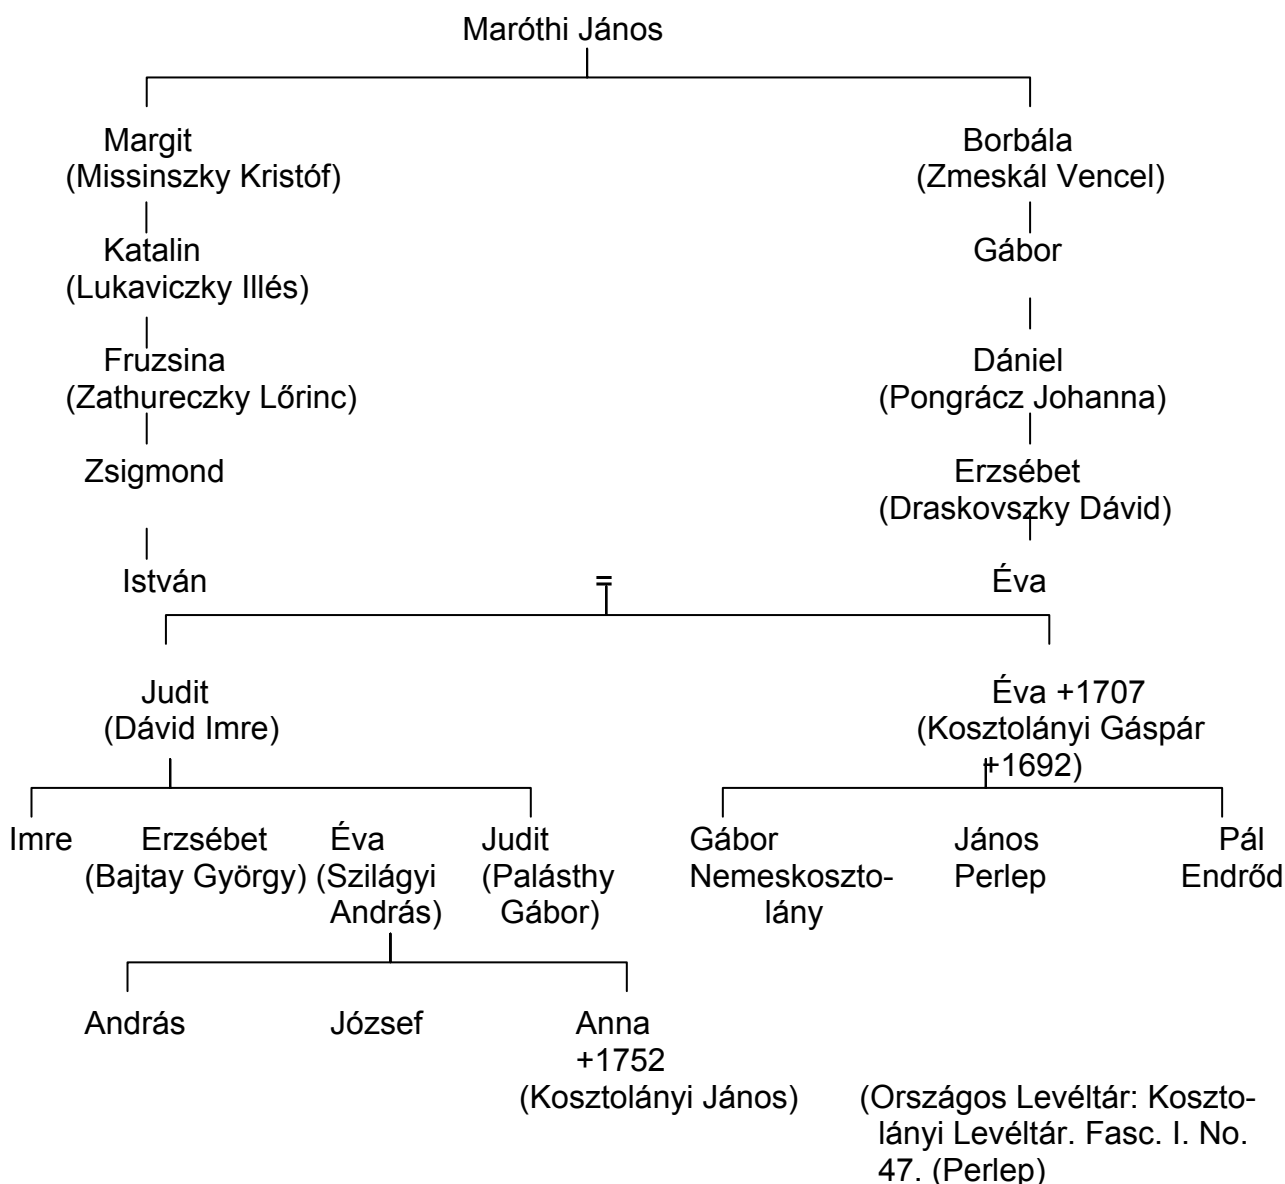 Maróthi János
Margit Borbála
(Missinszky Kristóf) (Zmeskál Vencel)
Katalin Gábor
(Lukaviczky Illés)
Fruzsina Dániel
(Zathureczky Lőrinc) (Pongrácz Johanna)
Zsigmond Erzsébet
(Draskovszky Dávid)
István = Éva
Judit Éva +1707
(Dávid Imre) (Kosztolányi Gáspár
+1692)
Imre Erzsébet Éva Judit Gábor János Pál
(Bajtay György) (Szilágyi (Palásthy Nemeskoszto- Perlep Endrőd
András) Gábor) lány
András József Anna
+1752
(Kosztolányi János) (Országos Levéltár: Koszto-
lányi Levéltár. Fasc. I. No.
47. (Perlep)